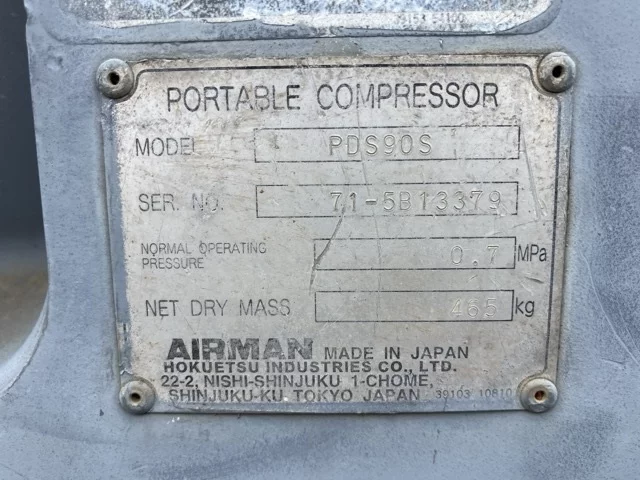 PORTABLE COMPRESSOR
MODEL PDS90S
SER. NO. 71-5B13379
NORMAL OPERATING PRESSURE 0.7 MPa
NET DRY MASS 465 kg
AIRMAN MADE IN JAPAN
HOKUETSU INDUSTRIES CO., LTD.
22-2, NISHI-SHINJUKU 1-CHOME,
SHINJUKU-KU, TOKYO JAPAN 39103 10810